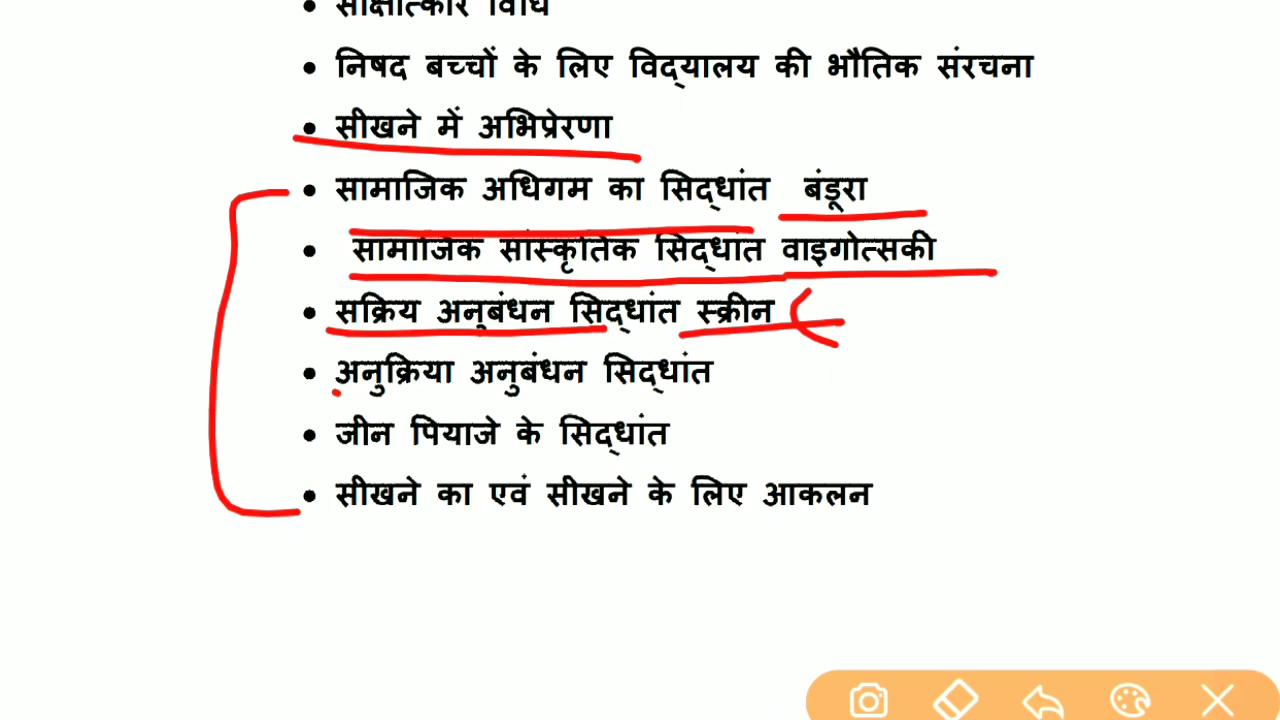 • साक्षात्कार विधि
• निषद बच्चों के लिए विद्यालय की भौतिक संरचना
• सीखने में अभिप्रेरणा
• सामाजिक अधिगम का सिद्धांत बंडूरा
• सामाजिक सांस्कृतिक सिद्धांत वाइगोत्सकी
• सक्रिय अनुबंधन सिद्धांत स्क्रीन
• अनुक्रिया अनुबंधन सिद्धांत
• जीन पियाजे के सिद्धांत
• सीखने का एवं सीखने के लिए आकलन